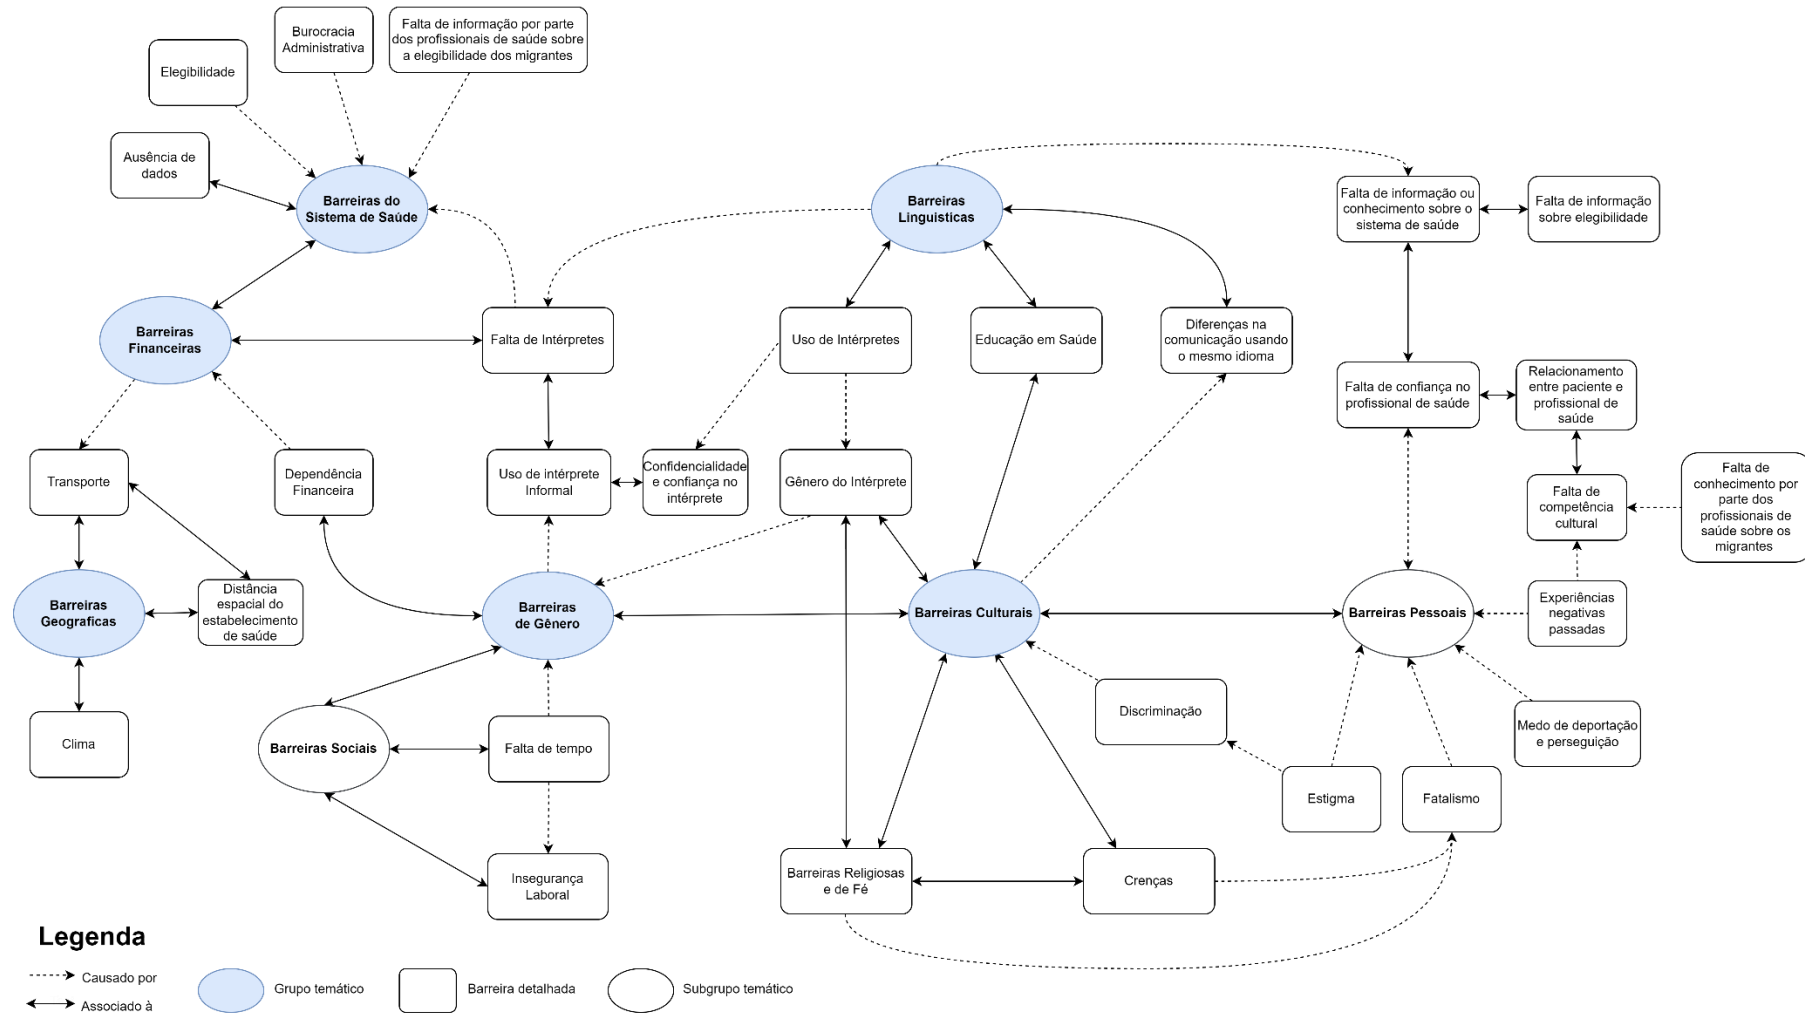 Elegibilidade
Burocracia
Administrativa
Falta de informação por parte
dos profissionais de saúde sobre
a elegibilidade dos migrantes
Ausência de
dados
Barreiras do
Sistema de Saúde
Barreiras
Linguisticas
Falta de informação ou
conhecimento sobre o
sistema de saúde
Falta de informação
sobre elegibilidade
Barreiras
Financeiras
Falta de Intérpretes
Uso de Intérpretes
Educação em Saúde
Diferenças na
comunicação usando
o mesmo idioma
Falta de confiança no
profissional de saúde
Relacionamento
entre paciente e
profissional de
saúde
Transporte
Dependência
Financeira
Uso de intérprete
Informal
Confidencialidade
e confiança no
intérprete
Gênero do Intérprete
Falta de
competência
cultural
Falta de
conhecimento por
parte dos
profissionais de
saúde sobre os
migrantes
Barreiras
Geograficas
Distância
espacial do
estabelecimento
de saúde
Barreiras
de Gênero
Barreiras Culturais
Barreiras Pessoais
Experiências
negativas
passadas
Clima
Barreiras Sociais
Falta de tempo
Discriminação
Medo de deportação
e perseguição
Estigma
Fatalismo
Insegurança
Laboral
Barreiras Religiosas
e de Fé
Crenças
Legenda
Causado por
Associado à
Grupo temático
Barreira detalhada
Subgrupo temático